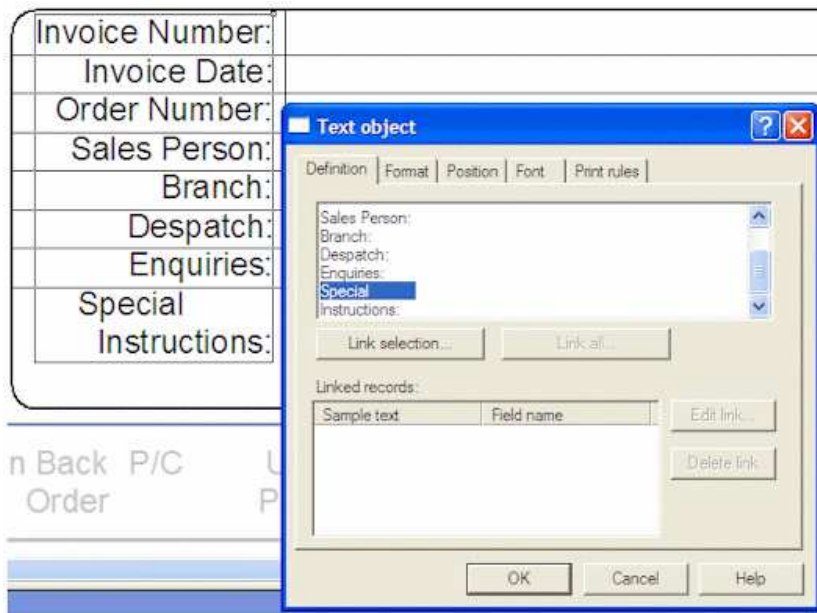 Invoice Number:
Invoice Date:
Order Number:
Sales Person:
Branch:
Despatch:
Enquiries:
Special
Instructions:
n Back P/C U
Order P
Text object
Definition Format Position Font Print rules
Sales Person:
Branch:
Despatch:
Enquiries:
Special
Instructions:
Link selection... Link all...
Linked records:
Sample text Field name
Edit link...
Delete link
OK Cancel Help